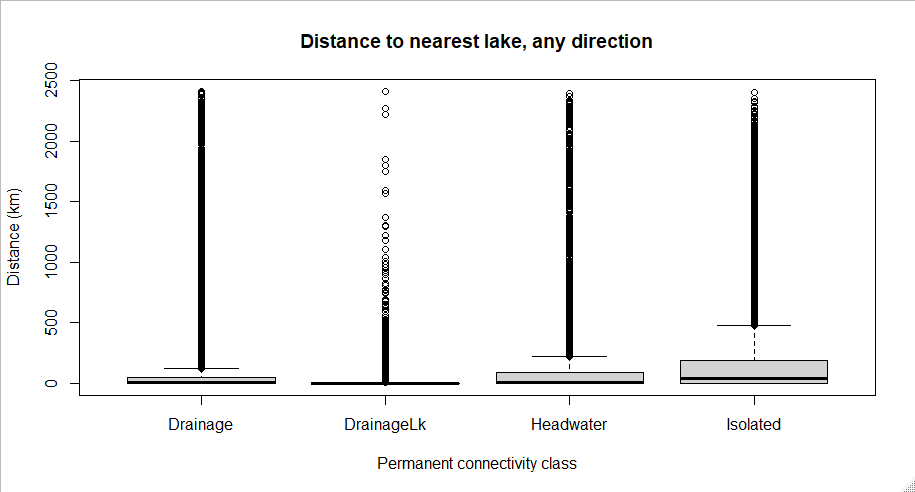 Distance to nearest lake, any direction
Distance (km)
2500
2000
1500
1000
500
0
Drainage
DrainageLk
Headwater
Isolated
Permanent connectivity class